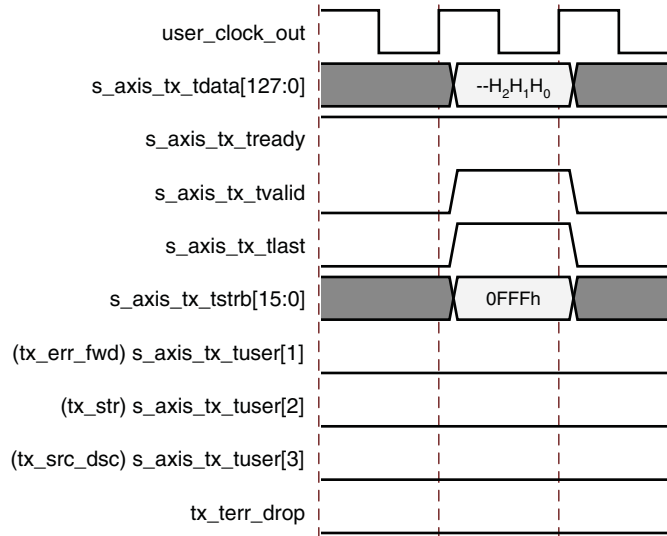 user_clock_out
s_axis_tx_tdata[127:0]
--H₂H₁H₀
s_axis_tx_tready
s_axis_tx_tvalid
s_axis_tx_tlast
s_axis_tx_tstrb[15:0]
0FFFh
(tx_err_fwd) s_axis_tx_tuser[1]
(tx_str) s_axis_tx_tuser[2]
(tx_src_dsc) s_axis_tx_tuser[3]
tx_terr_drop